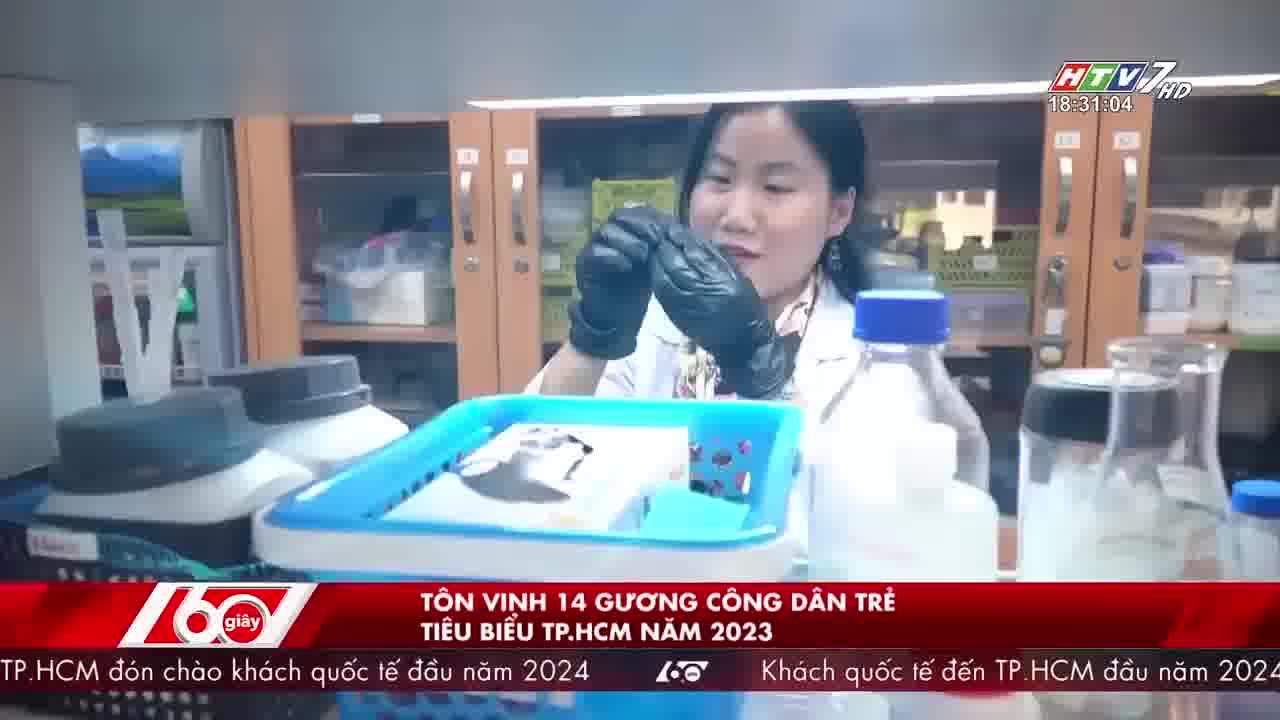 HTV7 HD
18:31:04
60 giây
TÔN VINH 14 GƯƠNG CÔNG DÂN TRẺ
TIÊU BIỂU TP.HCM NĂM 2023
TP.HCM đón chào khách quốc tế đầu năm 2024
60
Khách quốc tế đến TP.HCM đầu năm 2024